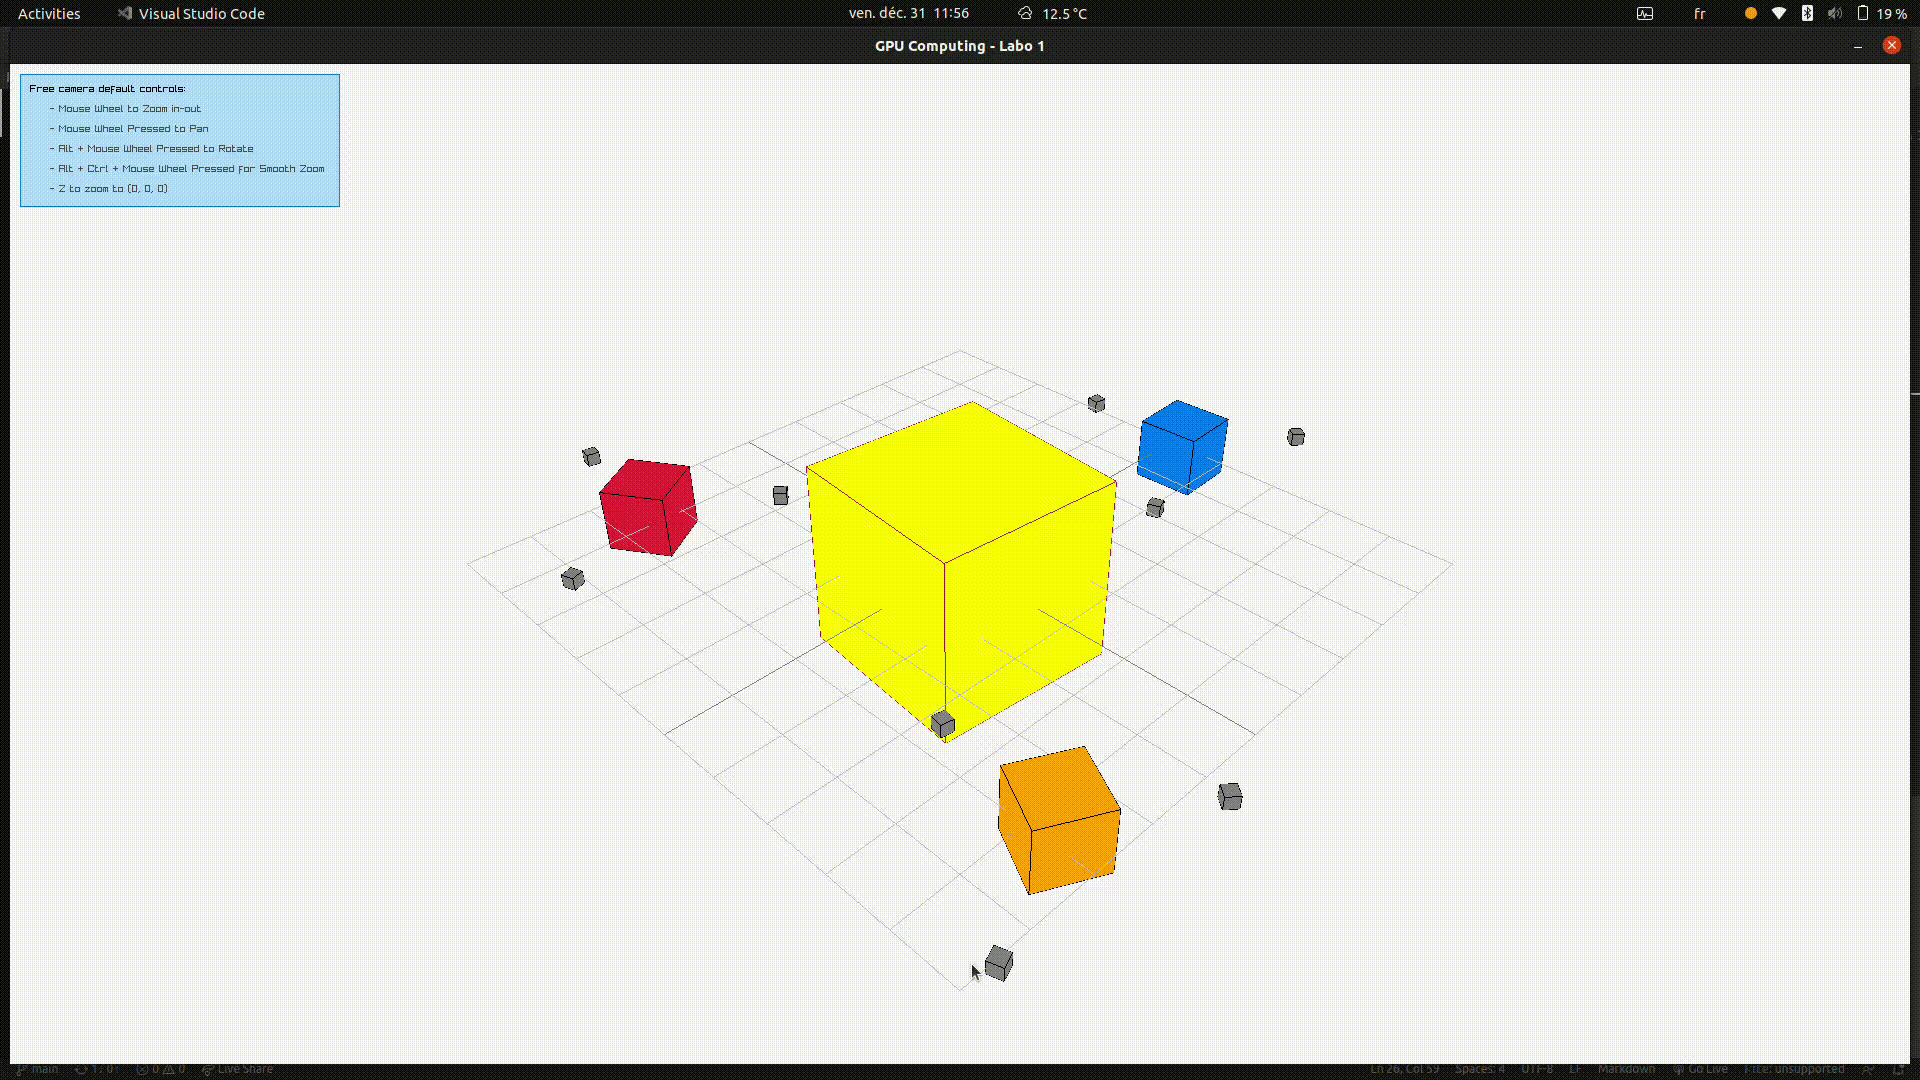 Activities Visual Studio Code ven. déc. 31 11:56 12.5 °C fr 19 %
GPU Computing - Labo 1
Free camera default controls:
- Mouse Wheel to Zoom in-out
- Mouse Wheel Pressed to Pan
- Alt + Mouse Wheel Pressed to Rotate
- Alt + Ctrl + Mouse Wheel Pressed for Smooth Zoom
- Z to zoom to (0, 0, 0)
main 0 0 Live Share Ln 26, Col 59 Spaces: 4 UTF-8 LF Markdown Go Live unsupported